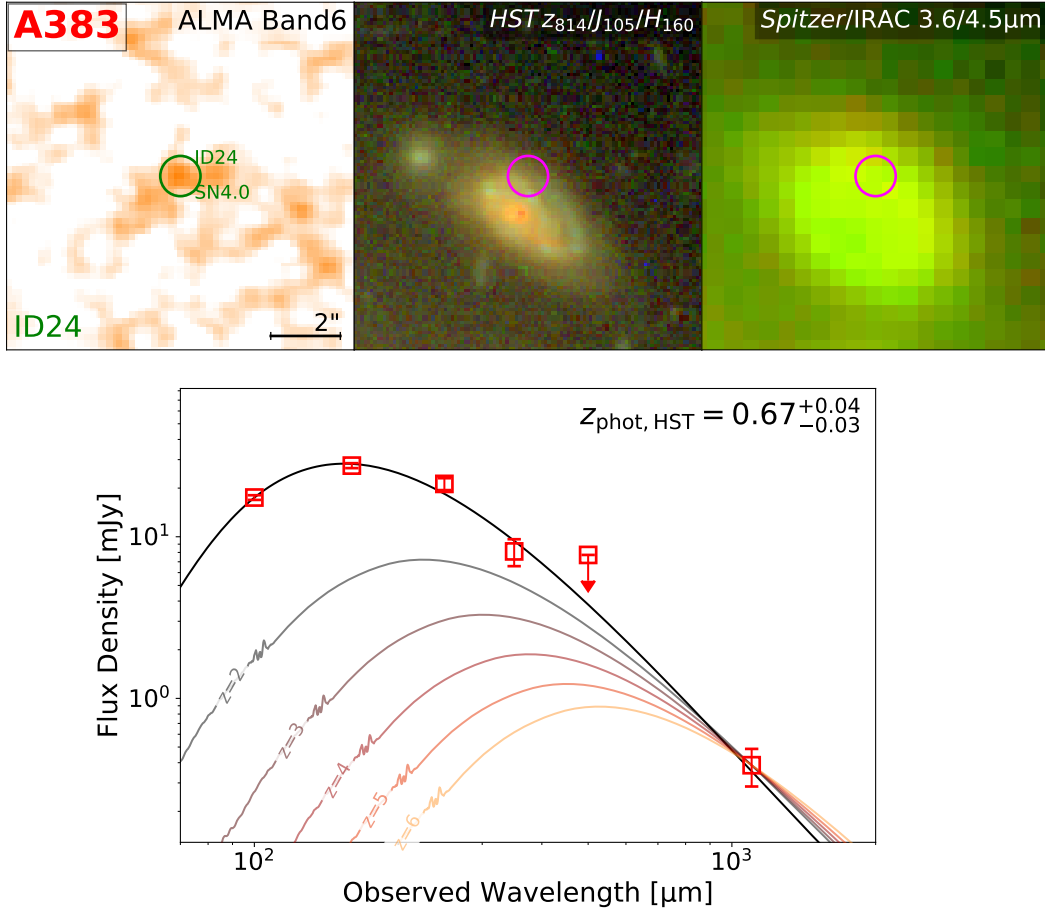 A383
ALMA Band6
HST z₈₁₄/J₁₀₅/H₁₆₀
Spitzer/IRAC 3.6/4.5μm
ID24
SN4.0
ID24
2"
z_phot, HST = 0.67^{+0.04}_{−0.03}
Flux Density [mJy]
10¹
10⁰
z=2
z=3
z=4
z=5
z=6
10²
10³
Observed Wavelength [μm]